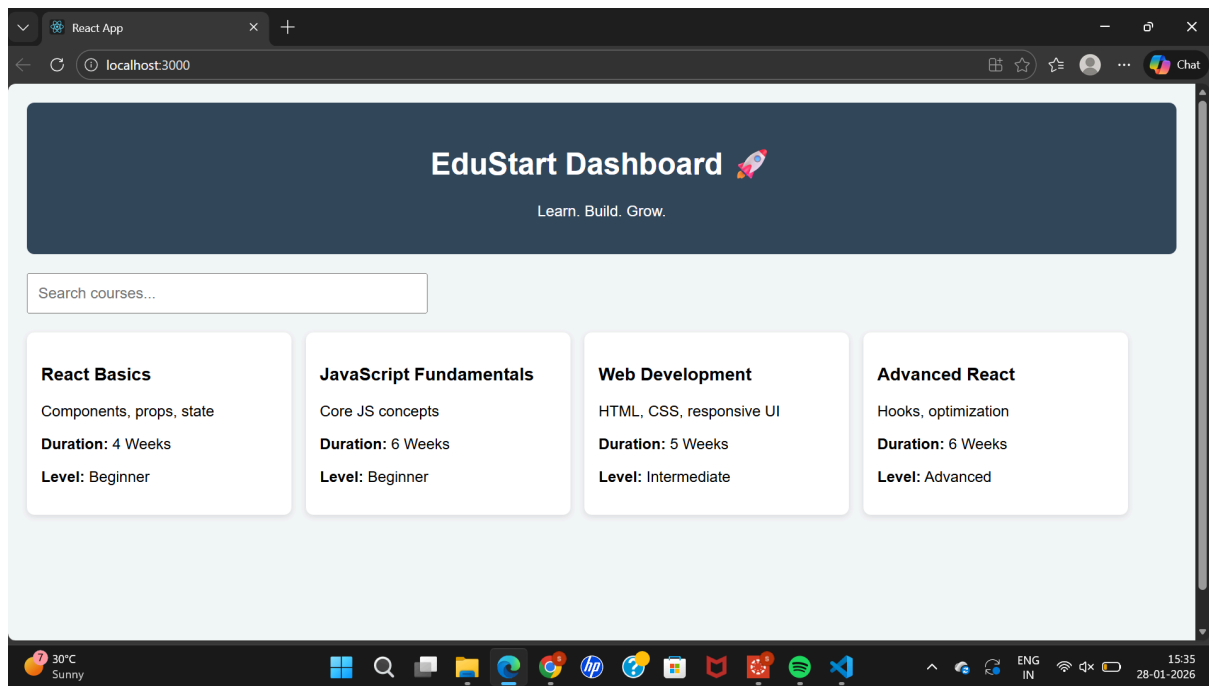 React App
localhost:3000
Chat
EduStart Dashboard 🚀
Learn. Build. Grow.
Search courses...
React Basics
Components, props, state
Duration: 4 Weeks
Level: Beginner
JavaScript Fundamentals
Core JS concepts
Duration: 6 Weeks
Level: Beginner
Web Development
HTML, CSS, responsive UI
Duration: 5 Weeks
Level: Intermediate
Advanced React
Hooks, optimization
Duration: 6 Weeks
Level: Advanced
7
30°C
Sunny
hp
ENG
IN
15:35
28-01-2026